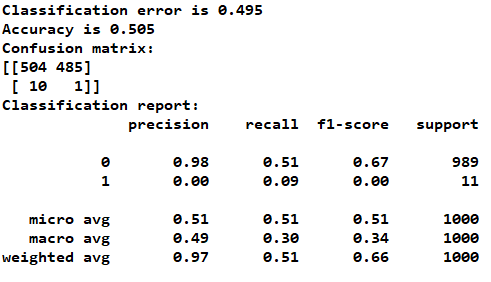 Classification error is 0.495
Accuracy is 0.505
Confusion matrix:
[[504 485]
 [ 10   1]]
Classification report:
              precision    recall  f1-score   support

           0       0.98      0.51      0.67       989
           1       0.00      0.09      0.00        11

   micro avg       0.51      0.51      0.51      1000
   macro avg       0.49      0.30      0.34      1000
weighted avg       0.97      0.51      0.66      1000